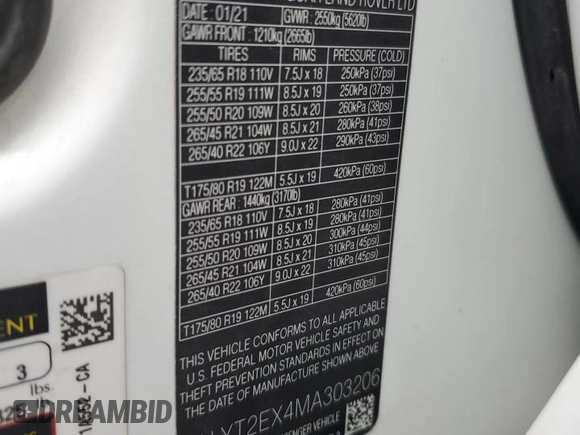 LAND ROVER LTD
DATE : 01/21 GVWR : 2550kg (5620lb)
GAWR FRONT : 1210kg (2665lb)
TIRES RIMS PRESSURE (COLD)
235/65 R18 110V 7.5J x 18 250kPa (37psi)
255/55 R19 111W 8.5J x 19 250kPa (37psi)
255/50 R20 109W 8.5J x 20 260kPa (38psi)
265/45 R21 104W 8.5J x 21 280kPa (41psi)
265/40 R22 106Y 9.0J x 22 290kPa (43psi)
T175/80 R19 122M 5.5J x 19 420kPa (60psi)
GAWR REAR : 1440kg (3170lb)
235/65 R18 110V 7.5J x 18 280kPa (41psi)
255/55 R19 111W 8.5J x 19 280kPa (41psi)
255/50 R20 109W 8.5J x 20 300kPa (44psi)
265/45 R21 104W 8.5J x 21 310kPa (45psi)
265/40 R22 106Y 9.0J x 22 310kPa (45psi)
T175/80 R19 122M 5.5J x 19 420kPa (60psi)
THIS VEHICLE CONFORMS TO ALL APPLICABLE
U.S. FEDERAL MOTOR VEHICLE SAFETY AND
THEFT PREVENTION STANDARDS IN EFFECT ON
THE DATE OF MANUFACTURE SHOWN ABOVE
YT2EX4MA303206
VEHICLE
3
lbs.
-CA
RIDERBASED